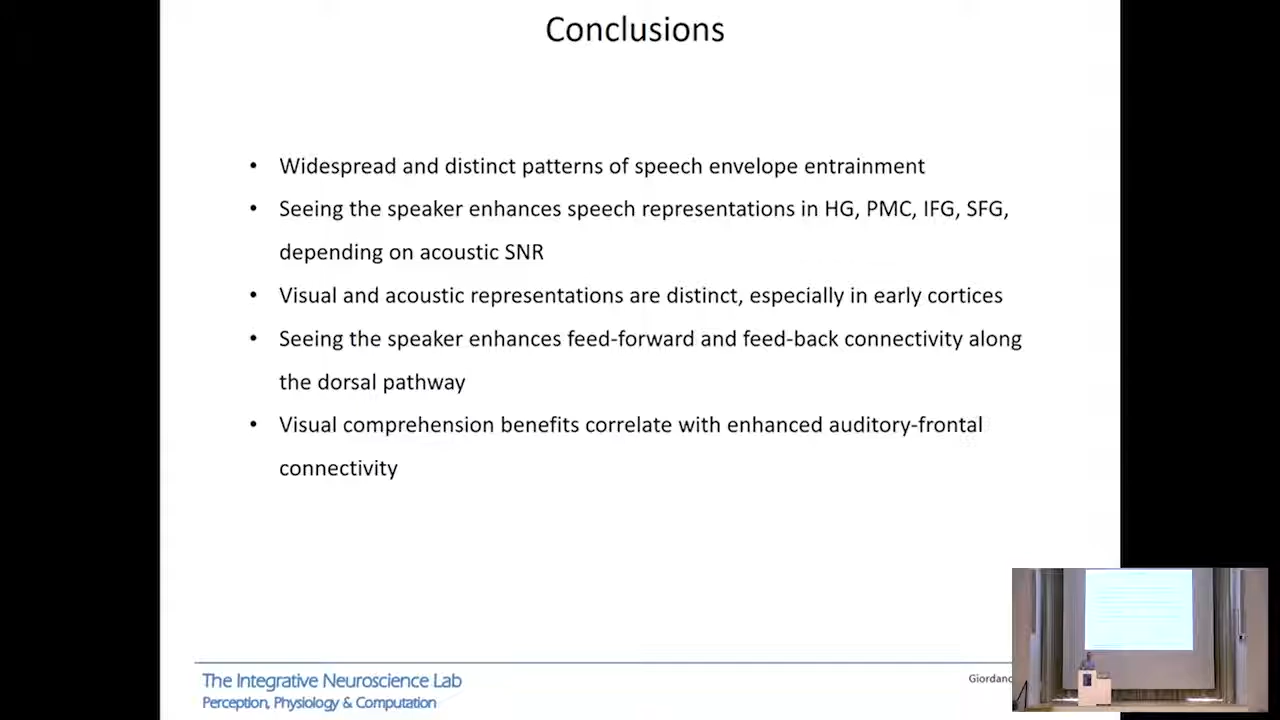 Conclusions
• Widespread and distinct patterns of speech envelope entrainment
• Seeing the speaker enhances speech representations in HG, PMC, IFG, SFG,
depending on acoustic SNR
• Visual and acoustic representations are distinct, especially in early cortices
• Seeing the speaker enhances feed-forward and feed-back connectivity along
the dorsal pathway
• Visual comprehension benefits correlate with enhanced auditory-frontal
connectivity
The Integrative Neuroscience Lab
Perception, Physiology & Computation